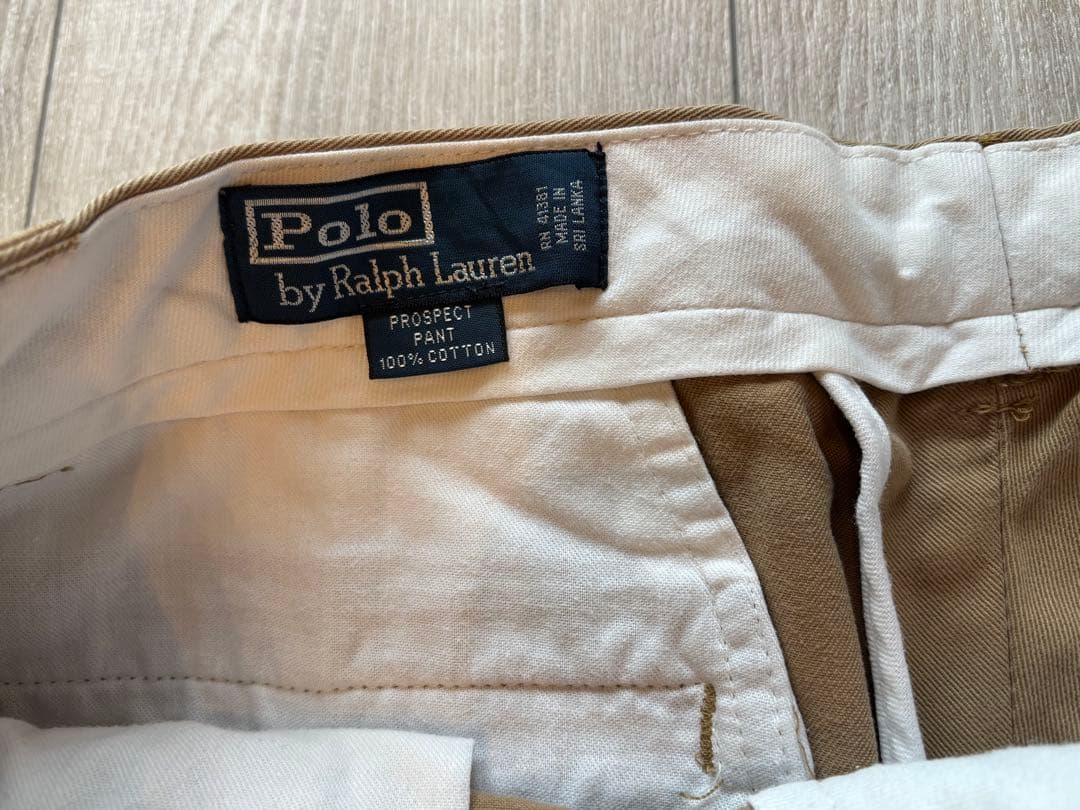 Polo
by Ralph Lauren
RN 41381
MADE IN
SRI LANKA
PROSPECT
PANT
100% COTTON